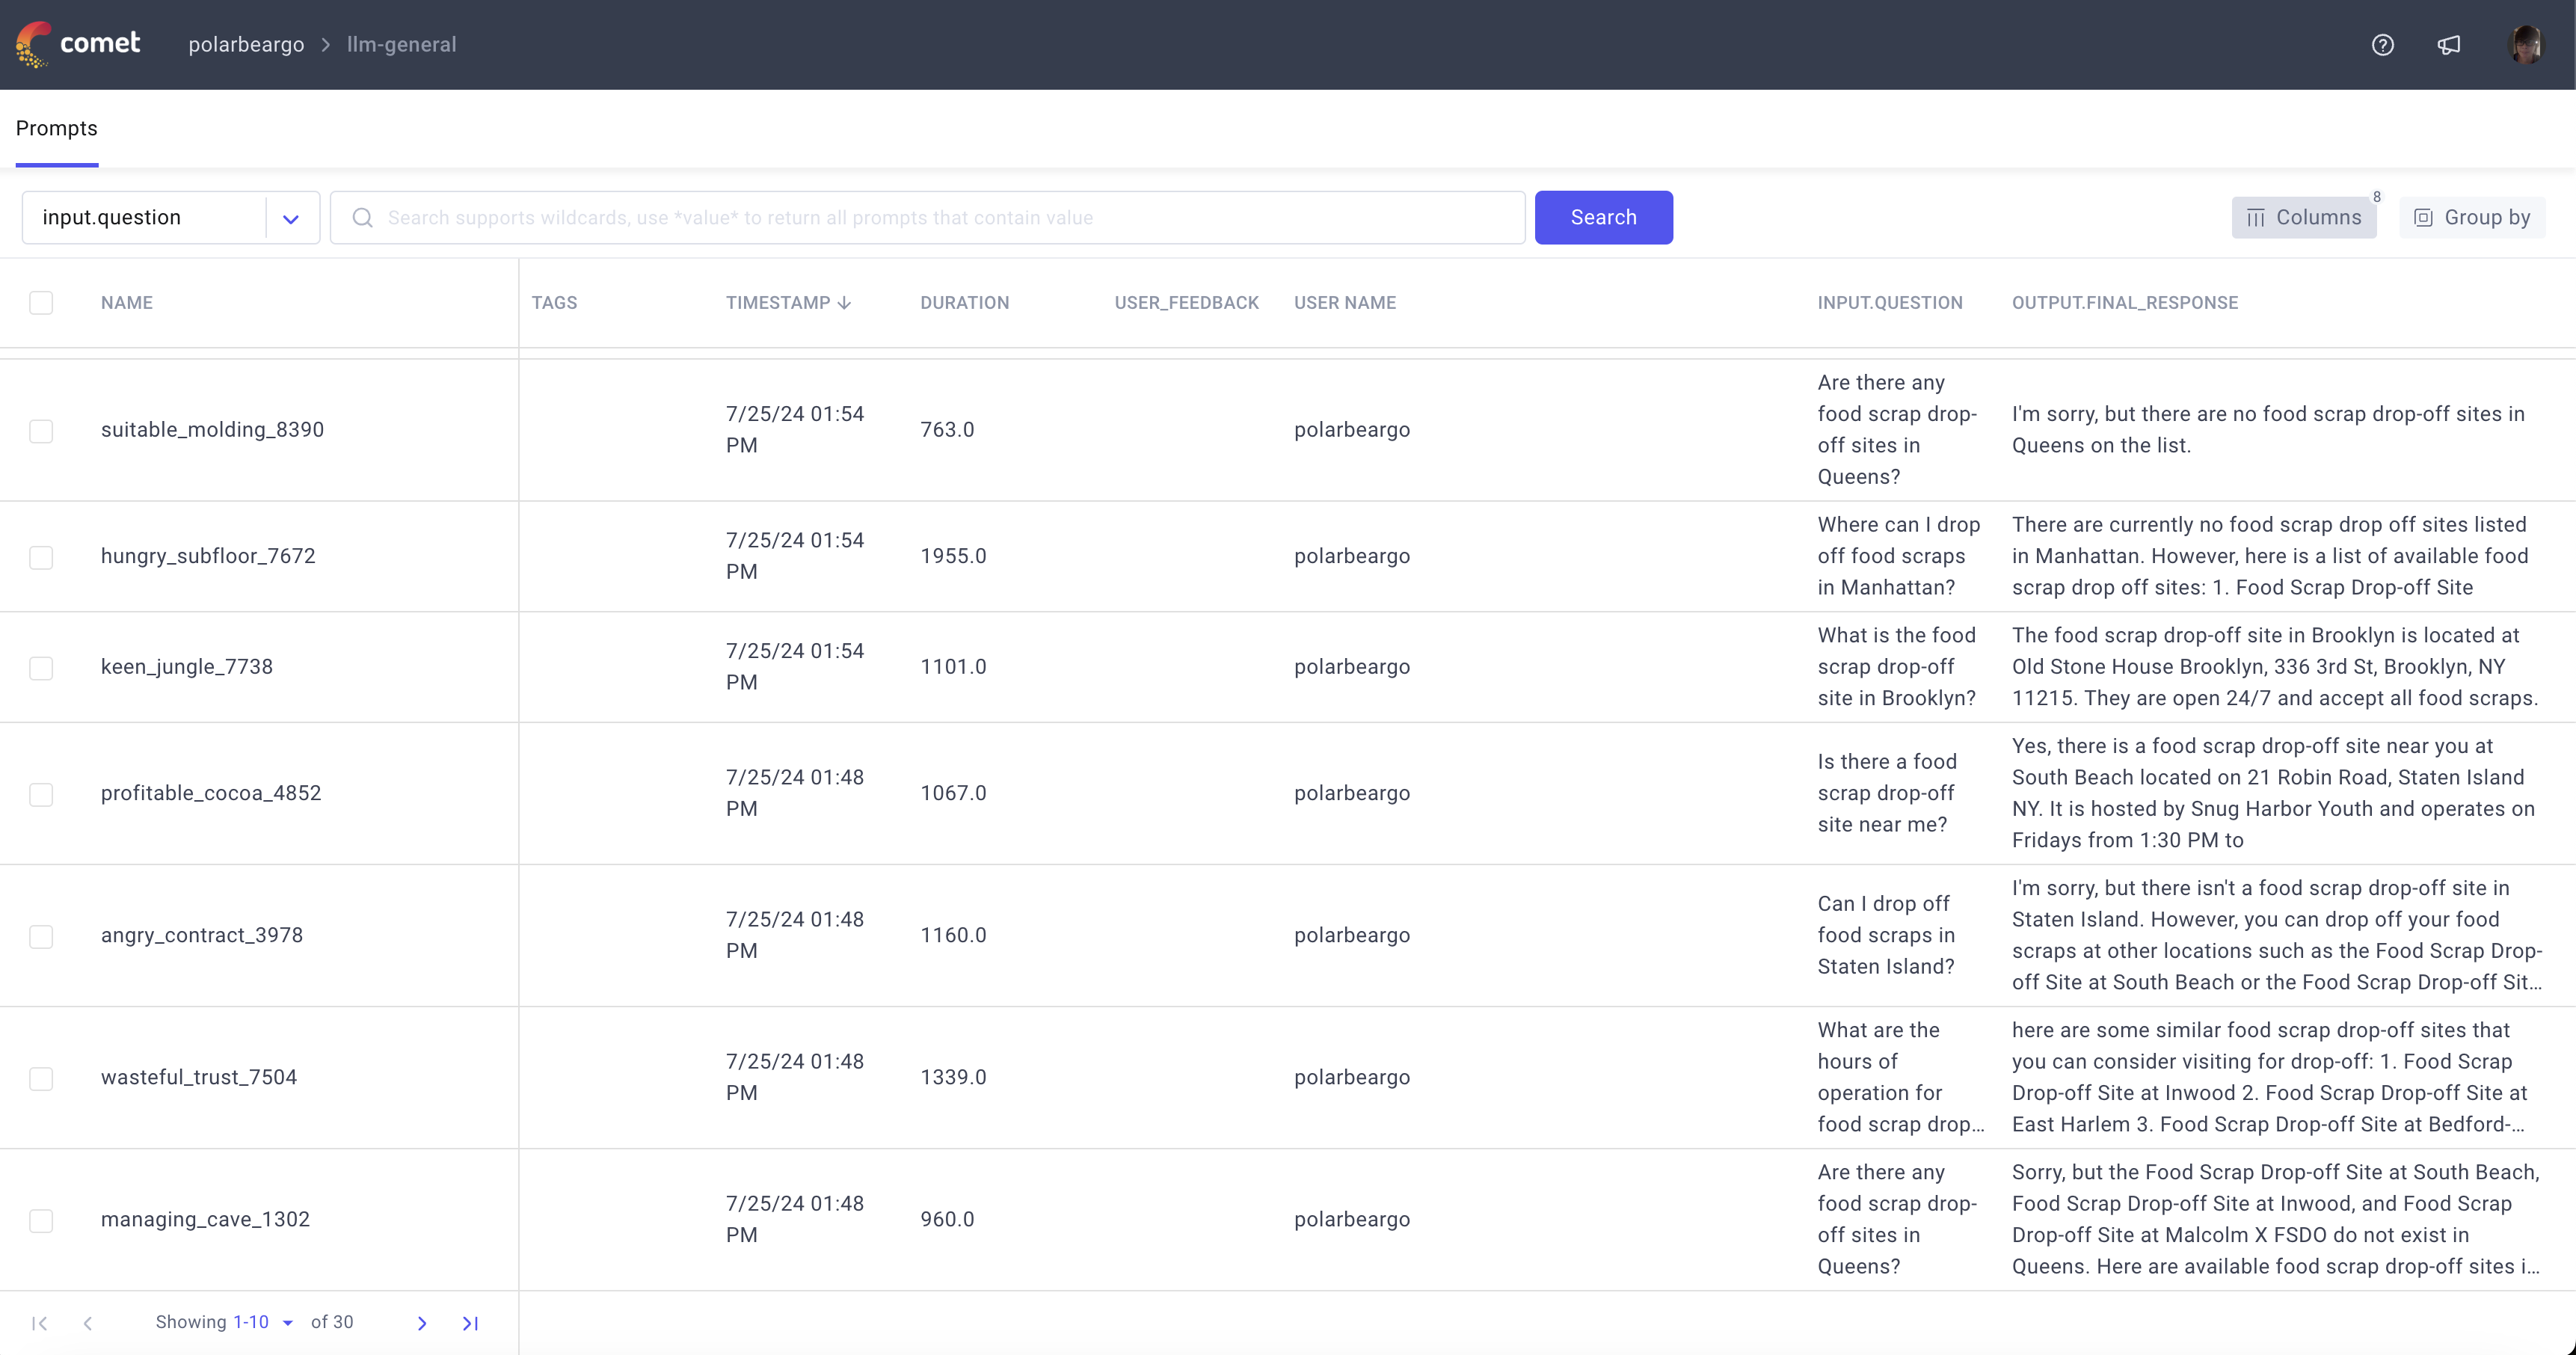 comet polarbeargo > llm-general
Prompts
input.question Search supports wildcards, use *value* to return all prompts that contain value Search Columns 8 Group by
NAME TAGS TIMESTAMP DURATION USER_FEEDBACK USER NAME INPUT.QUESTION OUTPUT.FINAL_RESPONSE
suitable_molding_8390
7/25/24 01:54
PM
763.0
polarbeargo
Are there any
food scrap drop-
off sites in
Queens?
I'm sorry, but there are no food scrap drop-off sites in
Queens on the list.
hungry_subfloor_7672
7/25/24 01:54
PM
1955.0
polarbeargo
Where can I drop
off food scraps
in Manhattan?
There are currently no food scrap drop off sites listed
in Manhattan. However, here is a list of available food
scrap drop off sites: 1. Food Scrap Drop-off Site
keen_jungle_7738
7/25/24 01:54
PM
1101.0
polarbeargo
What is the food
scrap drop-off
site in Brooklyn?
The food scrap drop-off site in Brooklyn is located at
Old Stone House Brooklyn, 336 3rd St, Brooklyn, NY
11215. They are open 24/7 and accept all food scraps.
profitable_cocoa_4852
7/25/24 01:48
PM
1067.0
polarbeargo
Is there a food
scrap drop-off
site near me?
Yes, there is a food scrap drop-off site near you at
South Beach located on 21 Robin Road, Staten Island
NY. It is hosted by Snug Harbor Youth and operates on
Fridays from 1:30 PM to
angry_contract_3978
7/25/24 01:48
PM
1160.0
polarbeargo
Can I drop off
food scraps in
Staten Island?
I'm sorry, but there isn't a food scrap drop-off site in
Staten Island. However, you can drop off your food
scraps at other locations such as the Food Scrap Drop-
off Site at South Beach or the Food Scrap Drop-off Sit...
wasteful_trust_7504
7/25/24 01:48
PM
1339.0
polarbeargo
What are the
hours of
operation for
food scrap drop...
here are some similar food scrap drop-off sites that
you can consider visiting for drop-off: 1. Food Scrap
Drop-off Site at Inwood 2. Food Scrap Drop-off Site at
East Harlem 3. Food Scrap Drop-off Site at Bedford-...
managing_cave_1302
7/25/24 01:48
PM
960.0
polarbeargo
Are there any
food scrap drop-
off sites in
Queens?
Sorry, but the Food Scrap Drop-off Site at South Beach,
Food Scrap Drop-off Site at Inwood, and Food Scrap
Drop-off Site at Malcolm X FSDO do not exist in
Queens. Here are available food scrap drop-off sites i...
Showing 1-10 of 30